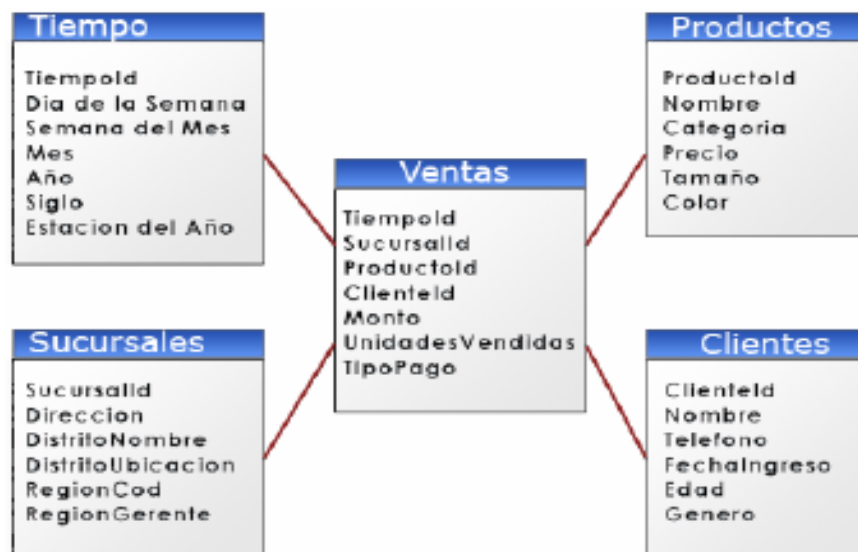 Tiempo
TiempoId
Dia de la Semana
Semana del Mes
Mes
Año
Siglo
Estacion del Año
Productos
ProductoId
Nombre
Categoria
Precio
Tamaño
Color
Ventas
TiempoId
SucursalId
ProductoId
ClienteId
Monto
UnidadesVendidas
TipoPago
Sucursales
SucursalId
Direccion
DistritoNombre
DistritoUbicacion
RegionCod
RegionGerente
Clientes
ClienteId
Nombre
Telefono
FechaIngreso
Edad
Genero